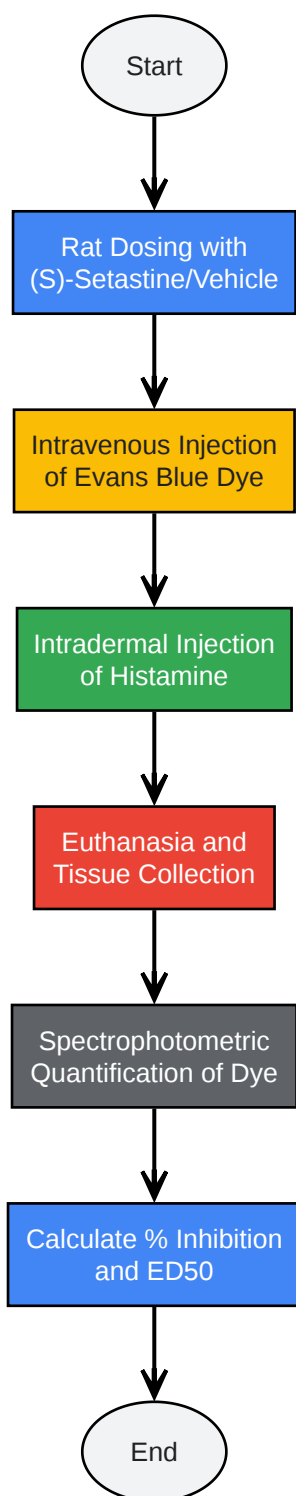 Start
Rat Dosing with
(S)-Setastine/Vehicle
Intravenous Injection
of Evans Blue Dye
Intradermal Injection
of Histamine
Euthanasia and
Tissue Collection
Spectrophotometric
Quantification of Dye
Calculate % Inhibition
and ED50
End